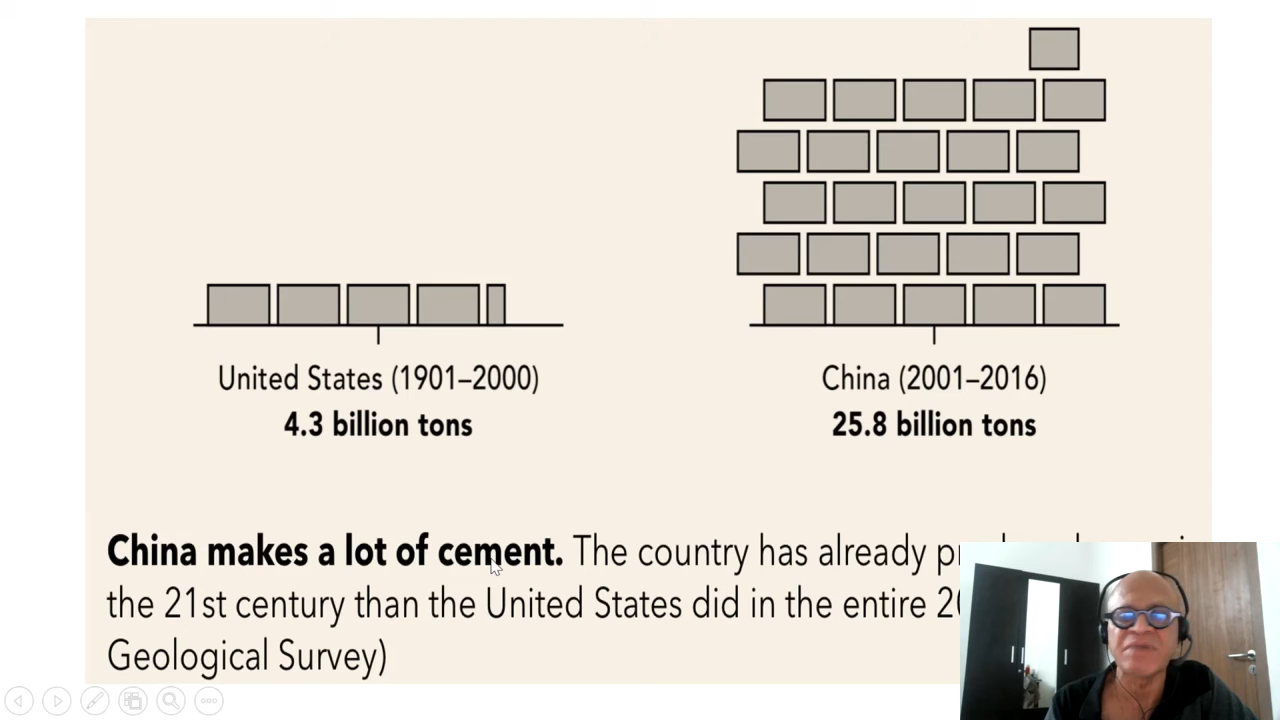 United States (1901–2000)
4.3 billion tons
China (2001–2016)
25.8 billion tons
China makes a lot of cement. The country has already
the 21st century than the United States did in the entire
Geological Survey)